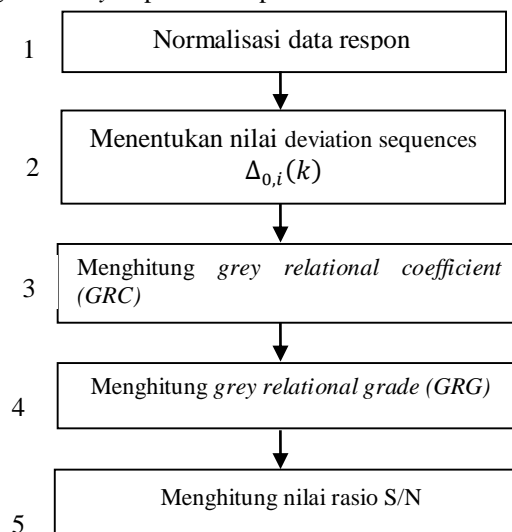 1
Normalisasi data respon
2
Menentukan nilai deviation sequences
Δ₀,ᵢ(k)
3
Menghitung grey relational coefficient
(GRC)
4
Menghitung grey relational grade (GRG)
5
Menghitung nilai rasio S/N